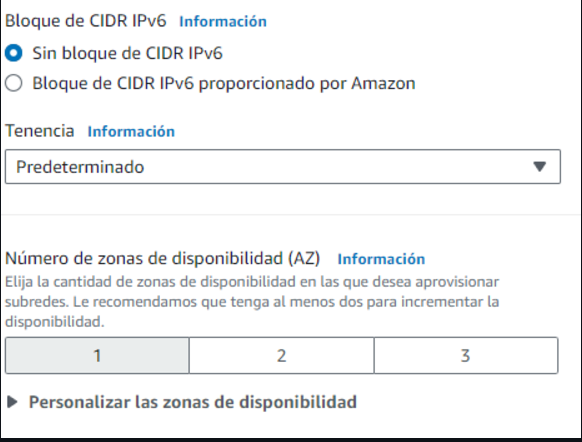 Bloque de CIDR IPv6 Información
Sin bloque de CIDR IPv6
Bloque de CIDR IPv6 proporcionado por Amazon
Tenencia Información
Predeterminado
Número de zonas de disponibilidad (AZ) Información
Elija la cantidad de zonas de disponibilidad en las que desea aprovisionar
subredes. Le recomendamos que tenga al menos dos para incrementar la
disponibilidad.
1 2 3
Personalizar las zonas de disponibilidad